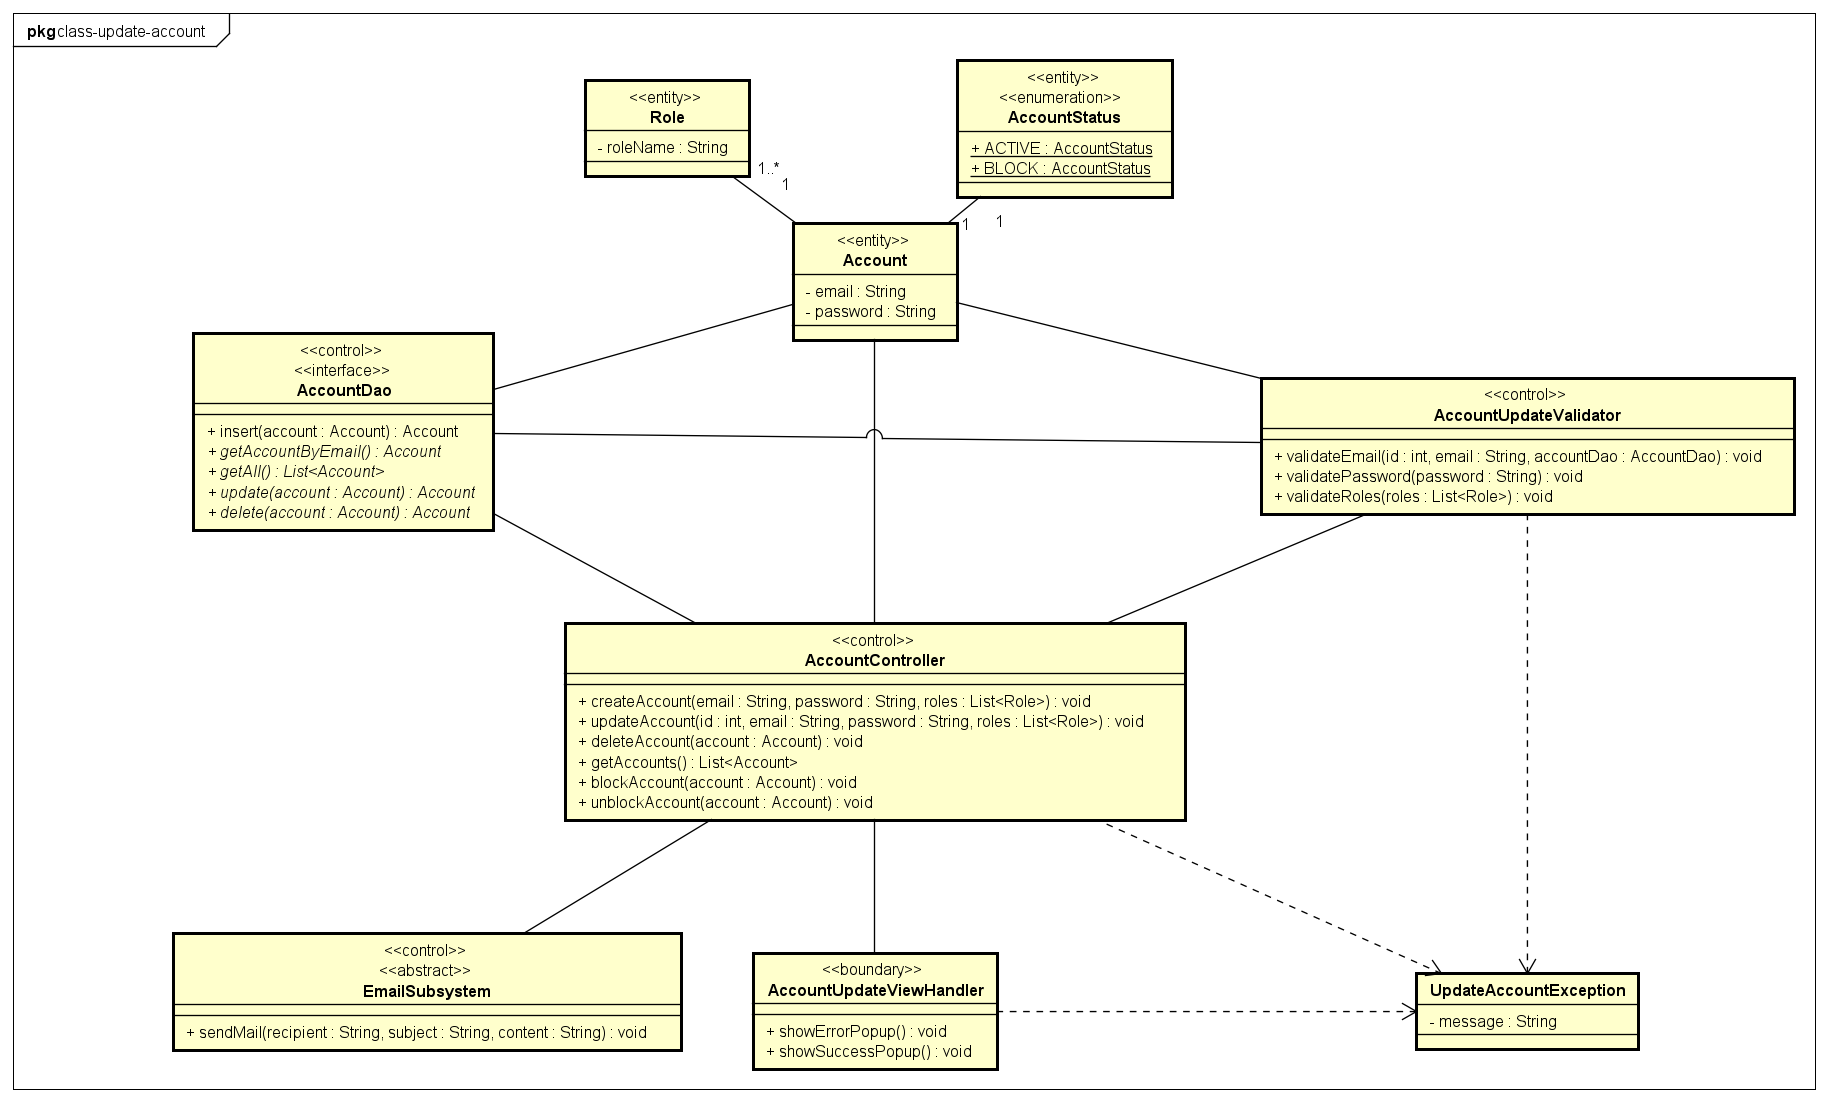 pkg class-update-account
<<entity>>
Role
- roleName : String
<<entity>>
<<enumeration>>
AccountStatus
+ ACTIVE : AccountStatus
+ BLOCK : AccountStatus
1..*
1
1
1
<<entity>>
Account
- email : String
- password : String
<<control>>
<<interface>>
AccountDao
+ insert(account : Account) : Account
+ getAccountByEmail() : Account
+ getAll() : List<Account>
+ update(account : Account) : Account
+ delete(account : Account) : Account
<<control>>
AccountUpdateValidator
+ validateEmail(id : int, email : String, accountDao : AccountDao) : void
+ validatePassword(password : String) : void
+ validateRoles(roles : List<Role>) : void
<<control>>
AccountController
+ createAccount(email : String, password : String, roles : List<Role>) : void
+ updateAccount(id : int, email : String, password : String, roles : List<Role>) : void
+ deleteAccount(account : Account) : void
+ getAccounts() : List<Account>
+ blockAccount(account : Account) : void
+ unblockAccount(account : Account) : void
<<control>>
<<abstract>>
EmailSubsystem
+ sendMail(recipient : String, subject : String, content : String) : void
<<boundary>>
AccountUpdateViewHandler
+ showErrorPopup() : void
+ showSuccessPopup() : void
UpdateAccountException
- message : String